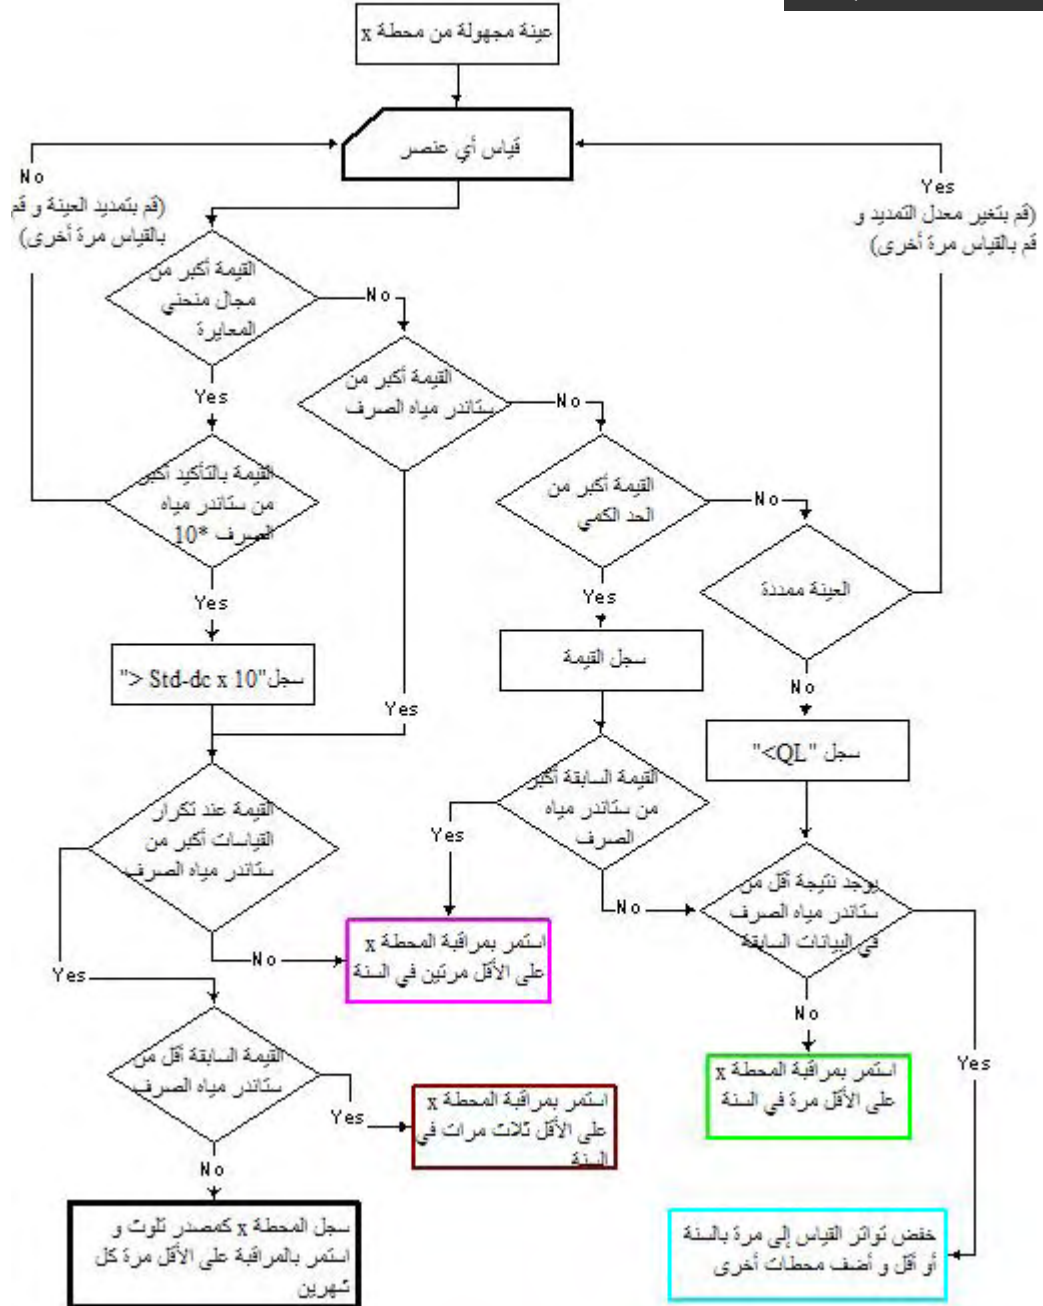 عينة مجهولة من محطة x
قياس أي عنصر
No
(قم بتمديد العينة و قم
بالقياس مرة أخرى)
Yes
(قم بتغير معدل التمديد و
قم بالقياس مرة أخرى)
القيمة أكبر من
مجال منحني
المعايرة
No
القيمة أكبر من
ستاندر مياه الصرف
Yes
No
القيمة بالتأكيد أكبر
من ستاندر مياه
الصرف *10
القيمة أكبر من
الحد الكمي
No
العينة ممددة
Yes
Yes
سجل "Std-dc x 10 <"
سجل القيمة
No
Yes
سجل "<QL"
القيمة عند تكرار
القياسات أكبر من
ستاندر مياه الصرف
القيمة السابقة أكبر
من ستاندر مياه
الصرف
Yes
يوجد نتيجة أقل من
ستاندر مياه الصرف
في البيانات السابقة
No
استمر بمراقبة المحطة x
على الأقل مرتين في السنة
No
Yes
No
القيمة السابقة أقل من
ستاندر مياه الصرف
Yes
استمر بمراقبة المحطة x
على الأقل ثلاث مرات في
السنة
استمر بمراقبة المحطة x
على الأقل مرة في السنة
Yes
No
سجل المحطة x كمصدر تلوث و
استمر بالمراقبة على الأقل مرة كل
شهرين
خفض تواتر القياس إلى مرة بالسنة
أو أقل و أضف محطات أخرى